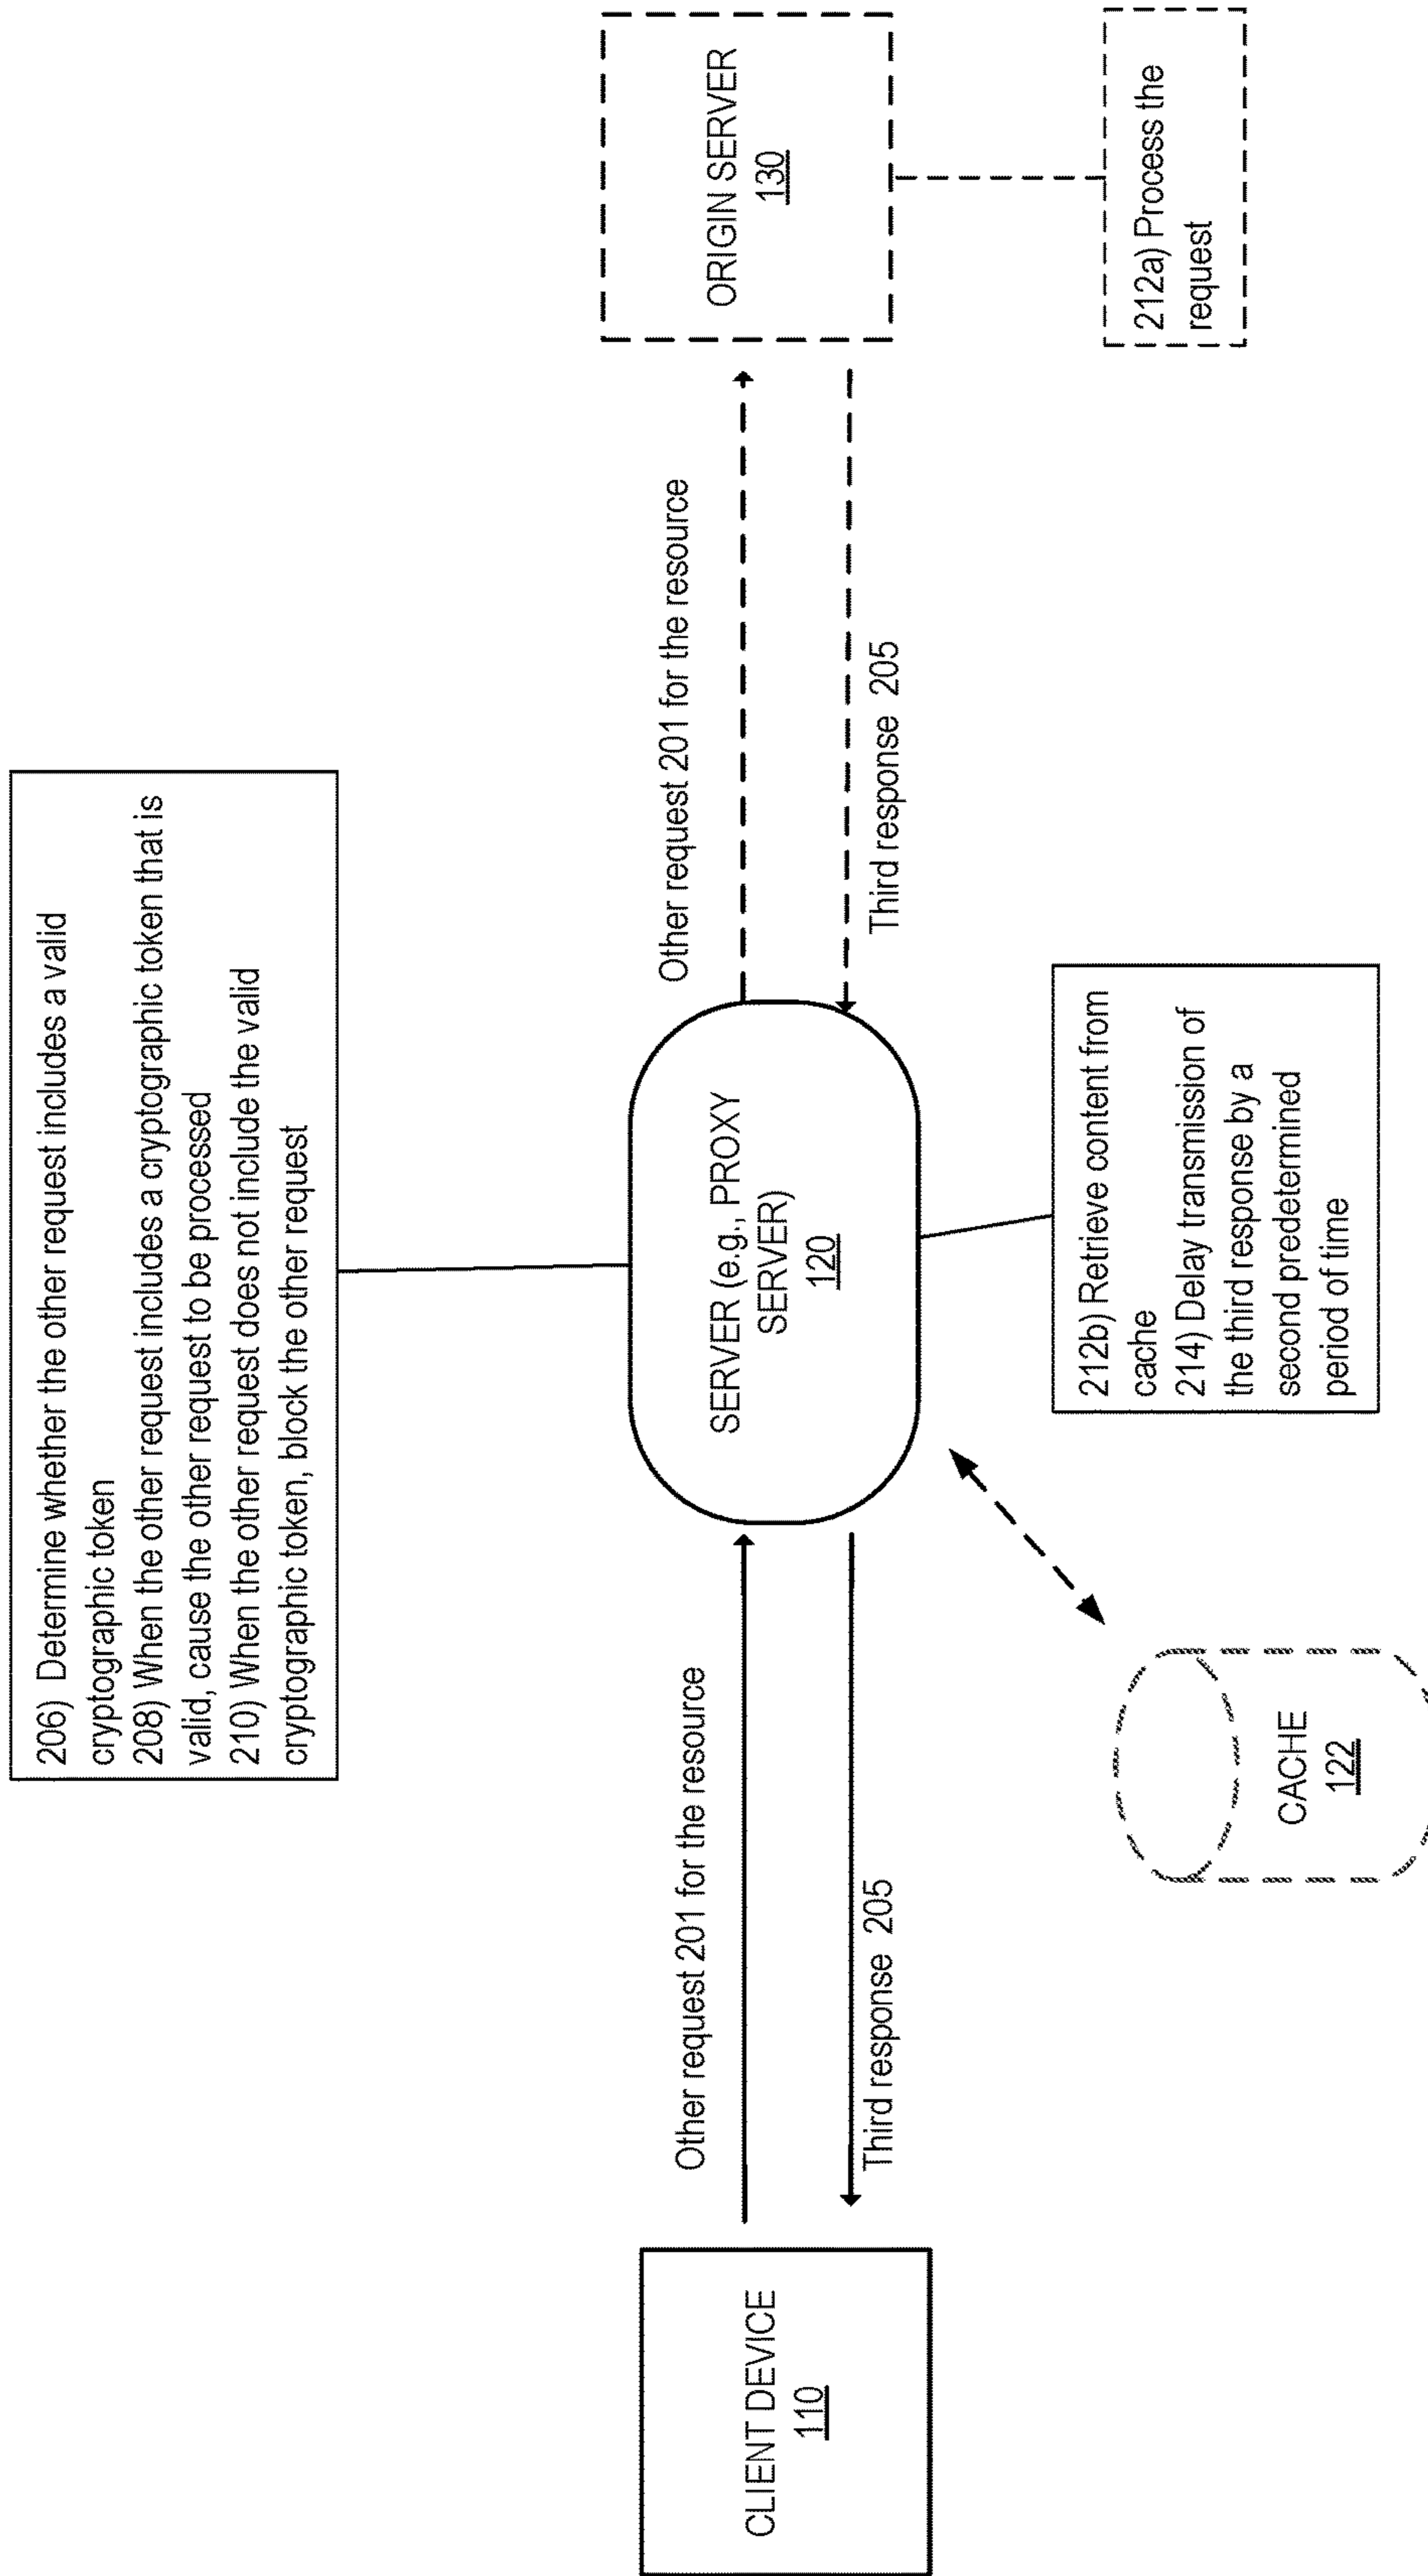 206) Determine whether the other request includes a valid
cryptographic token
208) When the other request includes a cryptographic token that is
valid, cause the other request to be processed
210) When the other request does not include the valid
cryptographic token, block the other request
CLIENT DEVICE
110
Other request 201 for the resource
Third response 205
SERVER (e.g., PROXY
SERVER)
120
Other request 201 for the resource
Third response 205
ORIGIN SERVER
130
CACHE
122
212b) Retrieve content from
cache
214) Delay transmission of
the third response by a
second predetermined
period of time
212a) Process the
request